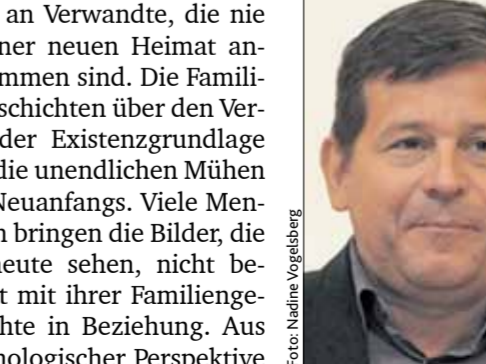 an Verwandte, die nie
ner neuen Heimat an-
mmen sind. Die Famili-
schichten über den Ver-
der Existenzgrundlage
die unendlichen Mühen
Neuanfangs. Viele Men-
n bringen die Bilder, die
eute sehen, nicht be-
t mit ihrer Familienge-
hte in Beziehung. Aus
nologischer Perspektive
Foto: Nadine Vogelsberg